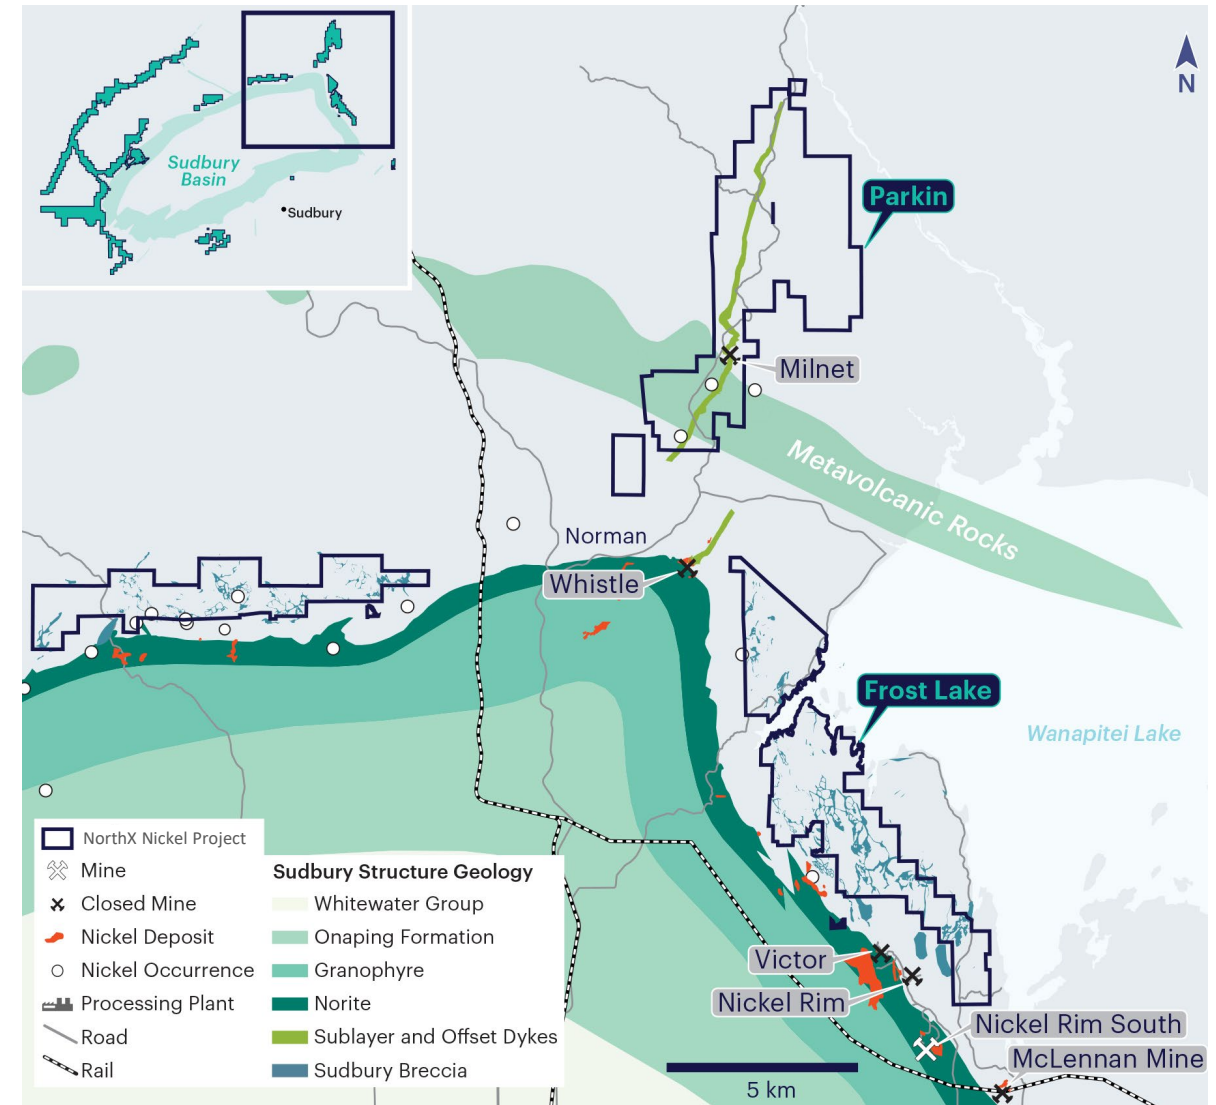 Sudbury
Basin
Sudbury
N
Parkin
Milnet
Metavolcanic Rocks
Norman
Whistle
Frost Lake
Wanapitei Lake
NorthX Nickel Project
Mine
Closed Mine
Nickel Deposit
Nickel Occurrence
Processing Plant
Road
Rail
Sudbury Structure Geology
Whitewater Group
Onaping Formation
Granophyre
Norite
Sublayer and Offset Dykes
Sudbury Breccia
Victor
Nickel Rim
Nickel Rim South
McLennan Mine
5 km